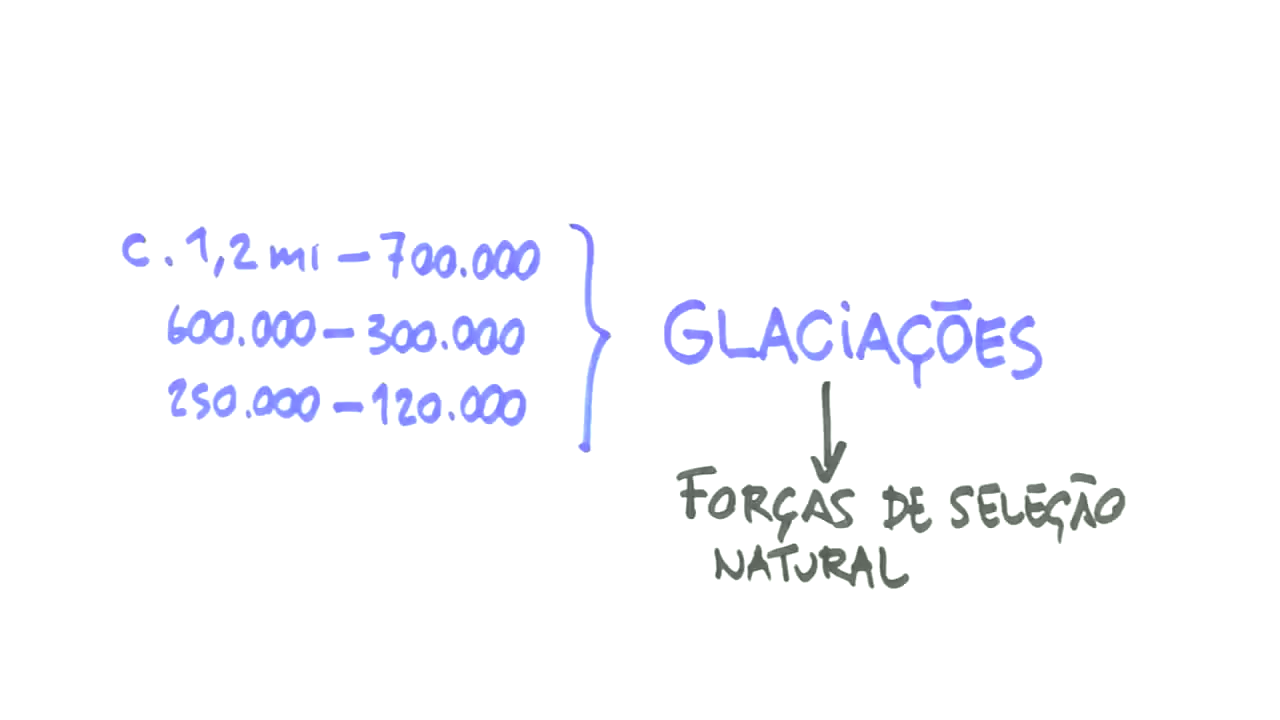 c. 1,2 mi – 700.000
600.000 – 300.000
250.000 – 120.000
GLACIAÇÕES
FORÇAS DE SELEÇÃO
NATURAL